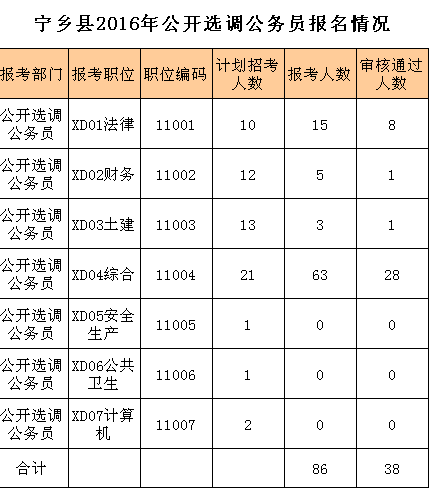 宁乡县2016年公开选调公务员报名情况
报考部门 报考职位 职位编码 计划招考人数 报考人数 审核通过人数
公开选调公务员 XD01法律 11001 10 15 8
公开选调公务员 XD02财务 11002 12 5 1
公开选调公务员 XD03土建 11003 13 3 1
公开选调公务员 XD04综合 11004 21 63 28
公开选调公务员 XD05安全生产 11005 1 0 0
公开选调公务员 XD06公共卫生 11006 1 0 0
公开选调公务员 XD07计算机 11007 2 0 0
合计 86 38